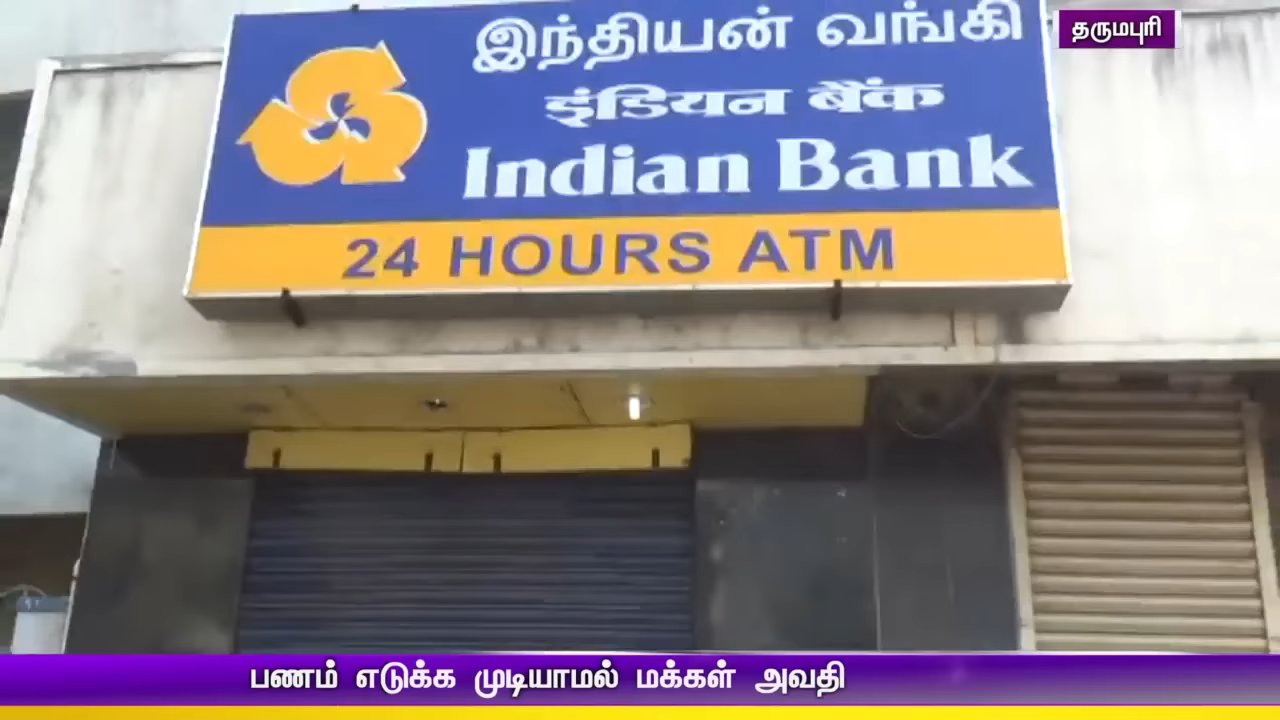 தருமபுரி
இந்தியன் வங்கி
इंडियन बैंक
Indian Bank
24 HOURS ATM
பணம் எடுக்க முடியாமல் மக்கள் அவதி